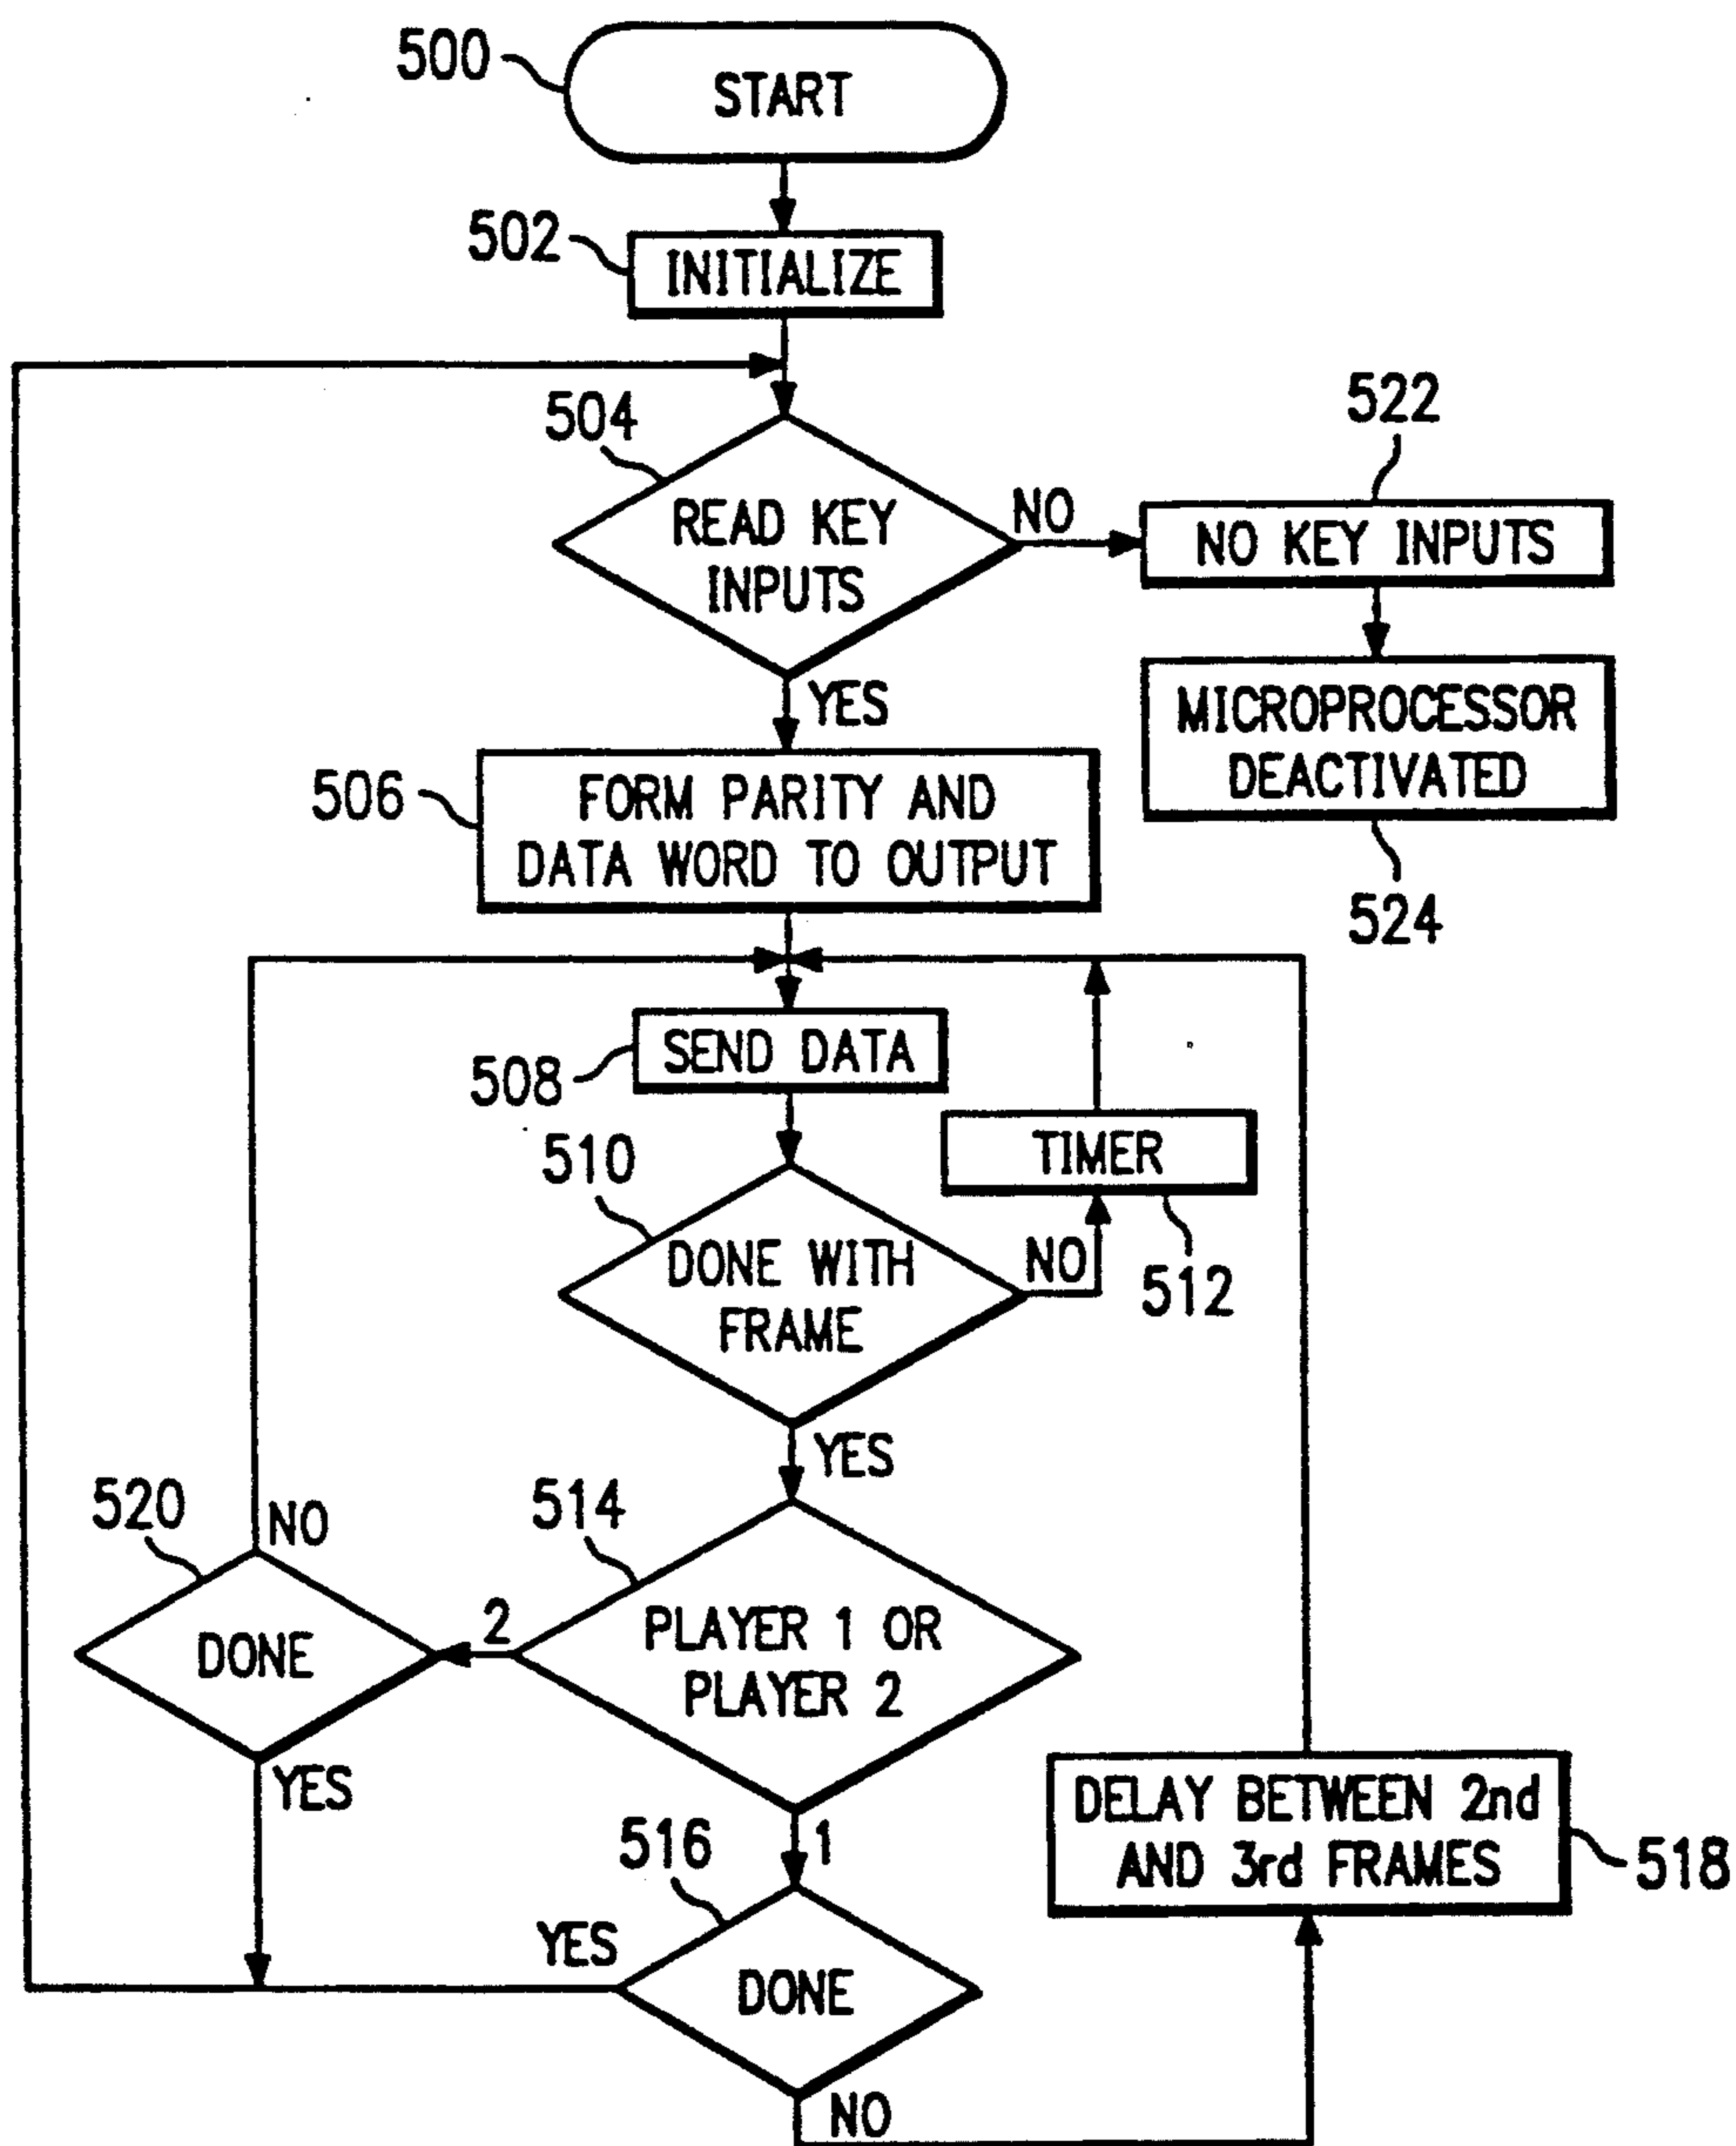 500
START
502
INITIALIZE
504
READ KEY
INPUTS
NO
522
NO KEY INPUTS
YES
MICROPROCESSOR
DEACTIVATED
524
506
FORM PARITY AND
DATA WORD TO OUTPUT
508
SEND DATA
510
DONE WITH
FRAME
NO
TIMER
512
YES
514
PLAYER 1 OR
PLAYER 2
2
520
NO
DONE
YES
1
516
YES
DONE
NO
DELAY BETWEEN 2nd
AND 3rd FRAMES
518